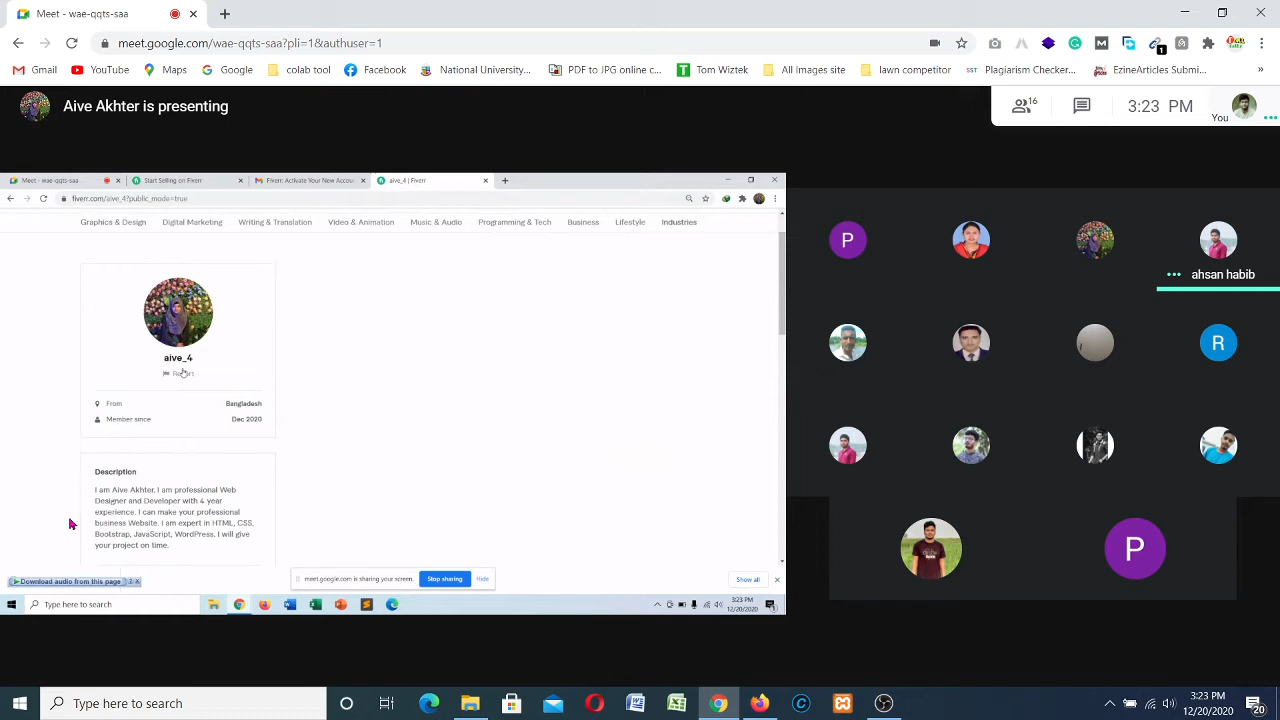 Meet - wae-qqts-saa
meet.google.com/wae-qqts-saa?pli=1&authuser=1
1
Gmail YouTube Maps Google colab tool Facebook National University... PDF to JPG online c... T Tom Wiztek All Images site lawn competitor SST Plagiarism Checker... EzineArticles Submi... »
Aive Akhter is presenting
16 3:23 PM You
Meet - wae-qqts-saa Start Selling on Fiverr Fiverr: Activate Your New Accou aive_4 | Fiverr
fiverr.com/aive_4?public_mode=true
Graphics & Design Digital Marketing Writing & Translation Video & Animation Music & Audio Programming & Tech Business Lifestyle Industries
aive_4
From Bangladesh
Member since Dec 2020
Description
I am Aive Akhter. I am professional Web
Designer and Developer with 4 year
experience. I can make your professional
business Website. I am expert in HTML, CSS,
Bootstrap, JavaScript, WordPress. I will give
your project on time.
Download audio from this page ? X
meet.google.com is sharing your screen. Stop sharing Hide
Show all
Type here to search
3:23 PM
12/20/2020
P
ahsan habib
R
P
Type here to search
3:23 PM
12/20/2020
20